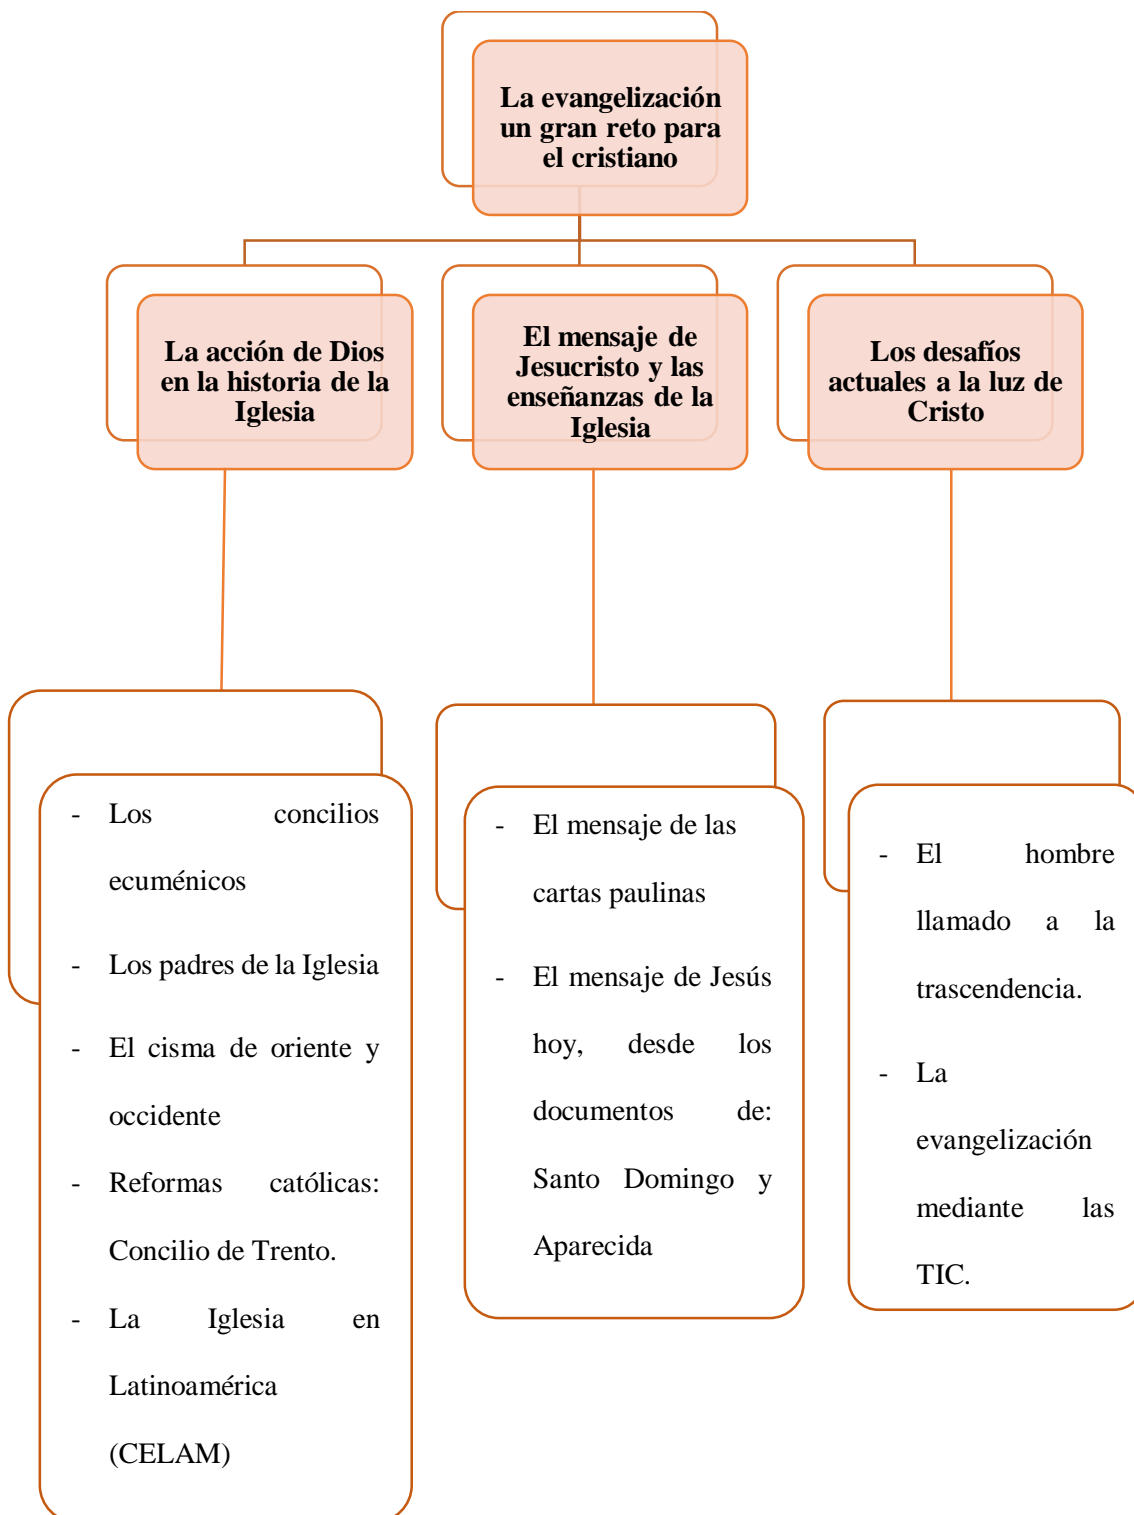 La evangelización
un gran reto para
el cristiano
La acción de Dios
en la historia de la
Iglesia
El mensaje de
Jesucristo y las
enseñanzas de la
Iglesia
Los desafíos
actuales a la luz de
Cristo
- Los concilios
ecuménicos
- Los padres de la Iglesia
- El cisma de oriente y
occidente
- Reformas católicas:
Concilio de Trento.
- La Iglesia en
Latinoamérica
(CELAM)
- El mensaje de las
cartas paulinas
- El mensaje de Jesús
hoy, desde los
documentos de:
Santo Domingo y
Aparecida
- El hombre
llamado a la
trascendencia.
- La
evangelización
mediante las
TIC.